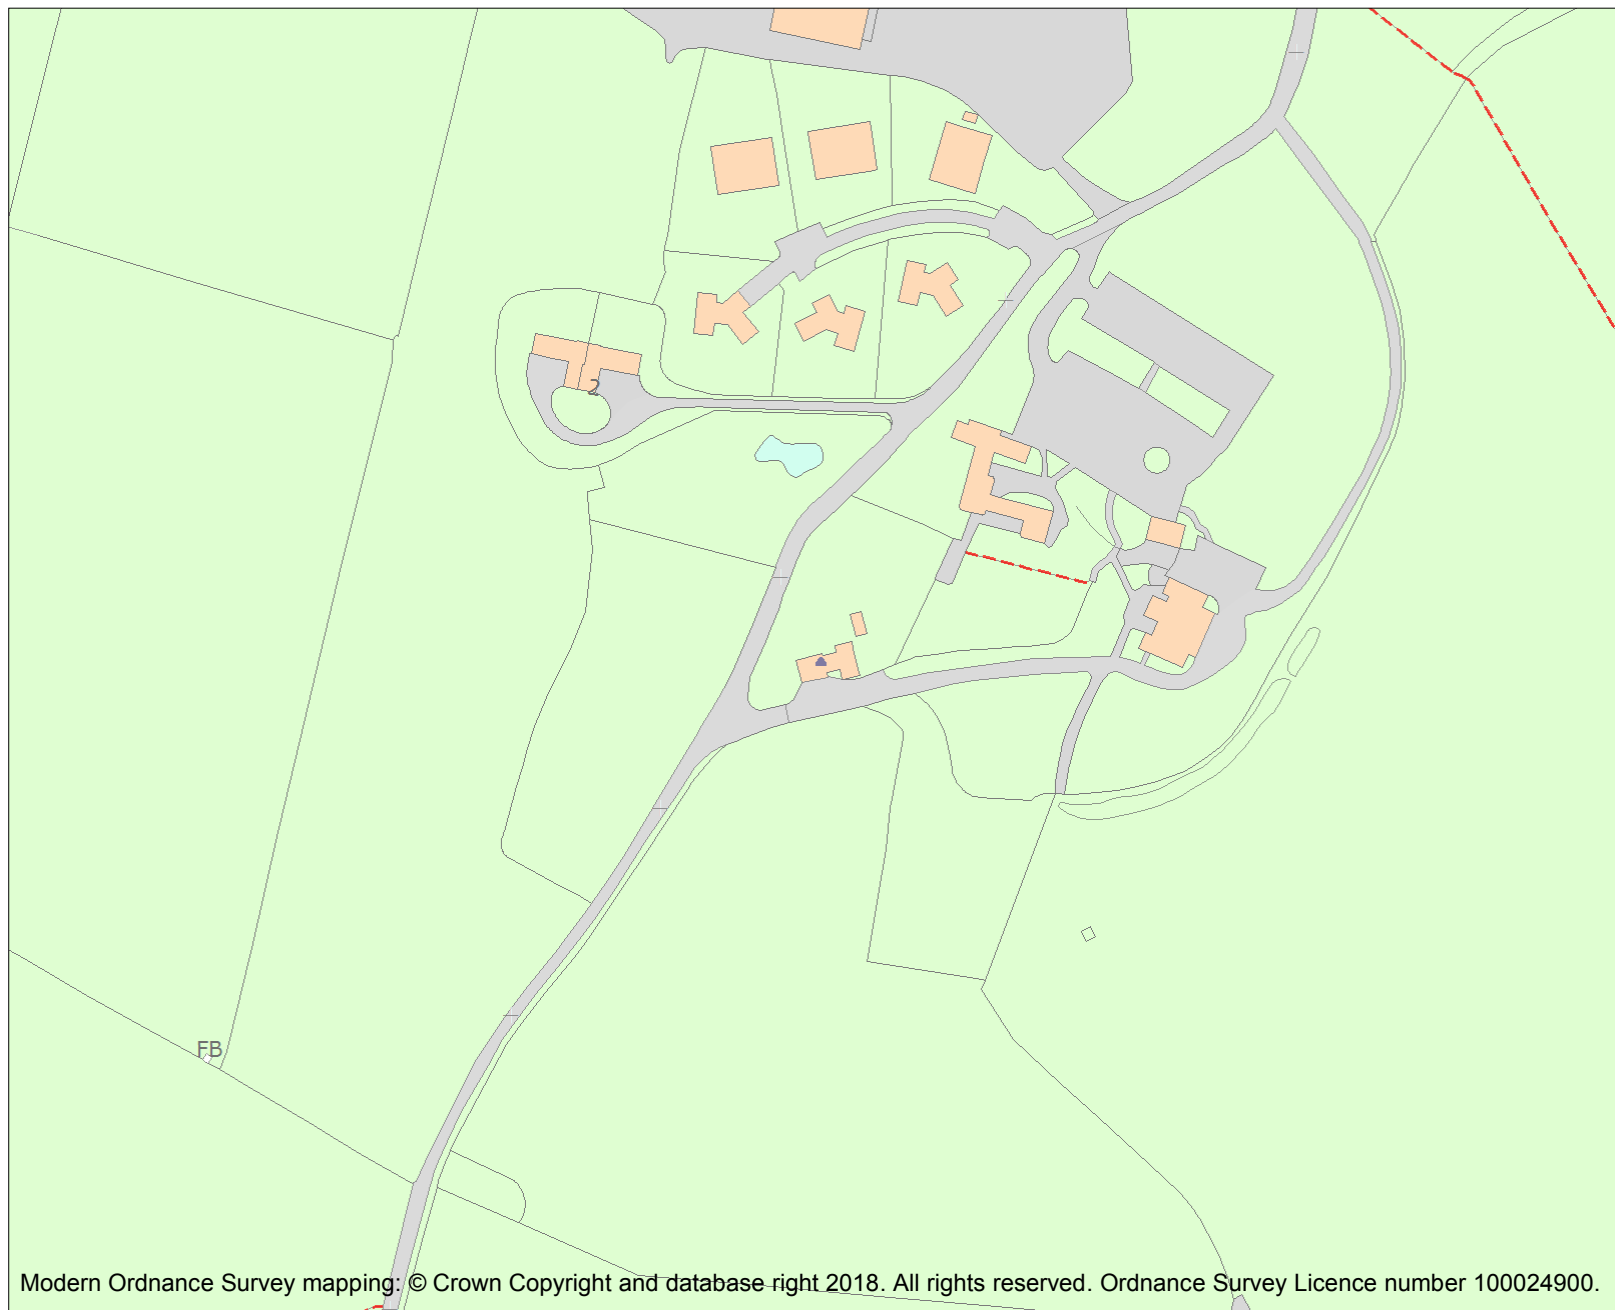 2
FB
Modern Ordnance Survey mapping: © Crown Copyright and database right 2018. All rights reserved. Ordnance Survey Licence number 100024900.